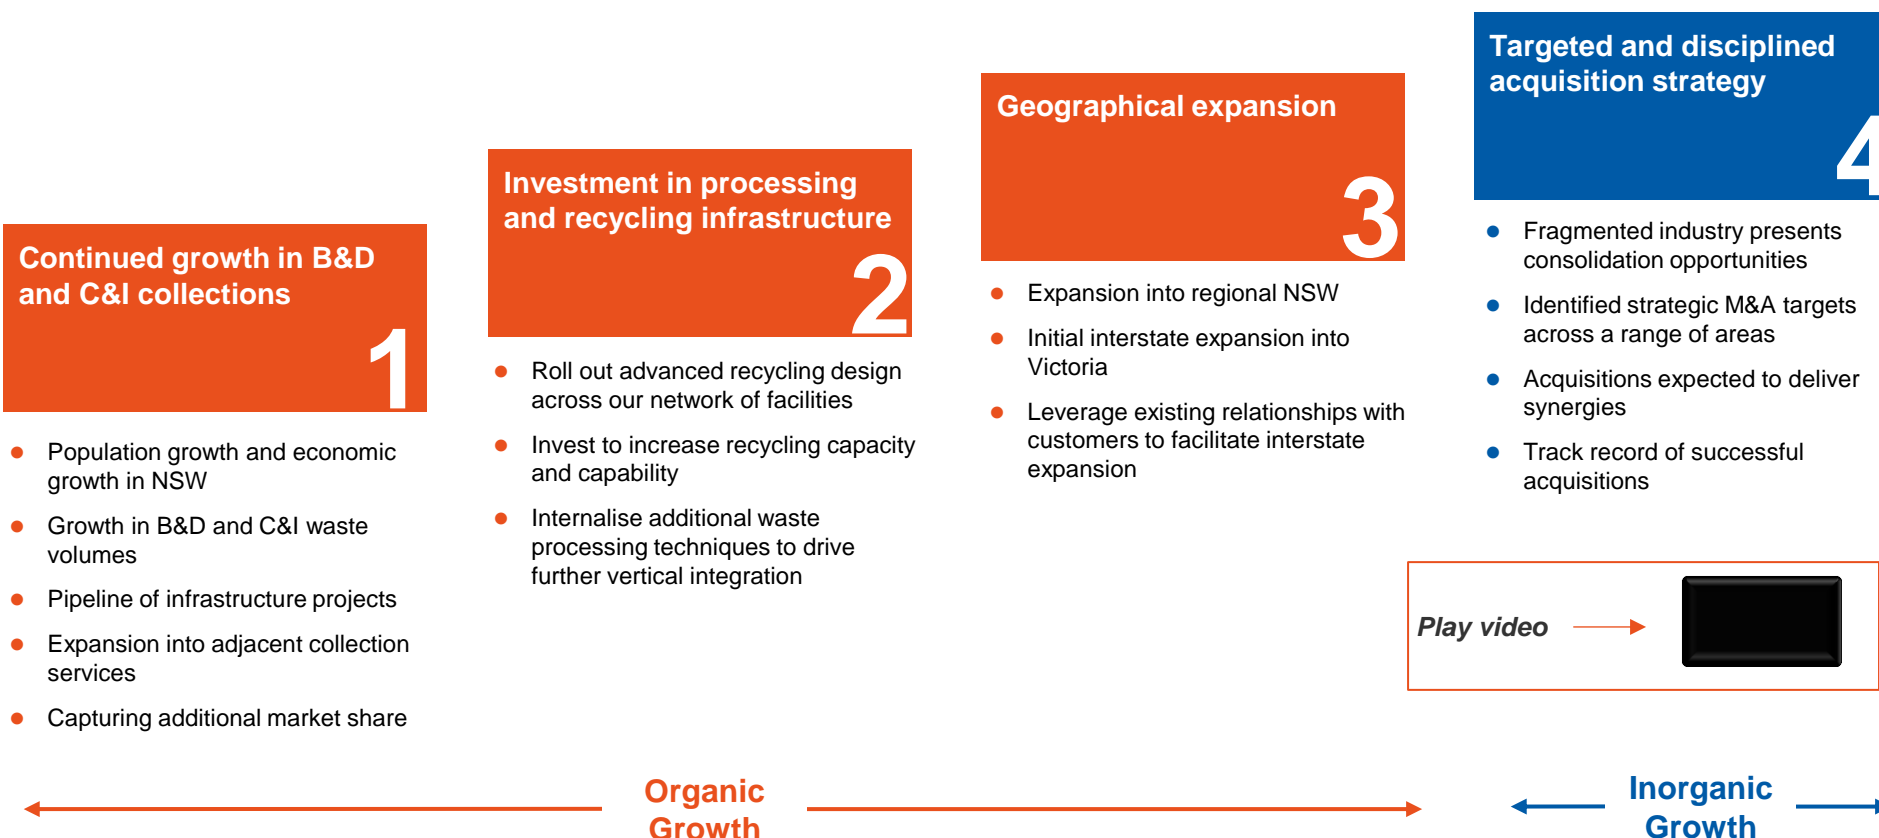 Continued growth in B&D
and C&I collections
1
Population growth and economic
growth in NSW
Growth in B&D and C&I waste
volumes
Pipeline of infrastructure projects
Expansion into adjacent collection
services
Capturing additional market share
Investment in processing
and recycling infrastructure
2
Roll out advanced recycling design
across our network of facilities
Invest to increase recycling capacity
and capability
Internalise additional waste
processing techniques to drive
further vertical integration
Geographical expansion
3
Expansion into regional NSW
Initial interstate expansion into
Victoria
Leverage existing relationships with
customers to facilitate interstate
expansion
Targeted and disciplined
acquisition strategy
4
Fragmented industry presents
consolidation opportunities
Identified strategic M&A targets
across a range of areas
Acquisitions expected to deliver
synergies
Track record of successful
acquisitions
Play video
Organic
Growth
Inorganic
Growth